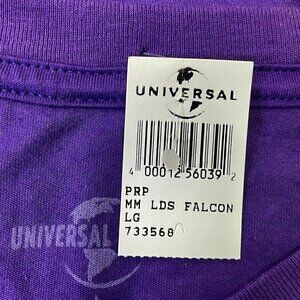 UNIVERSAL
4 00012 56039 2
PRP
MM LDS FALCON
LG
733568
UNIVERSAL